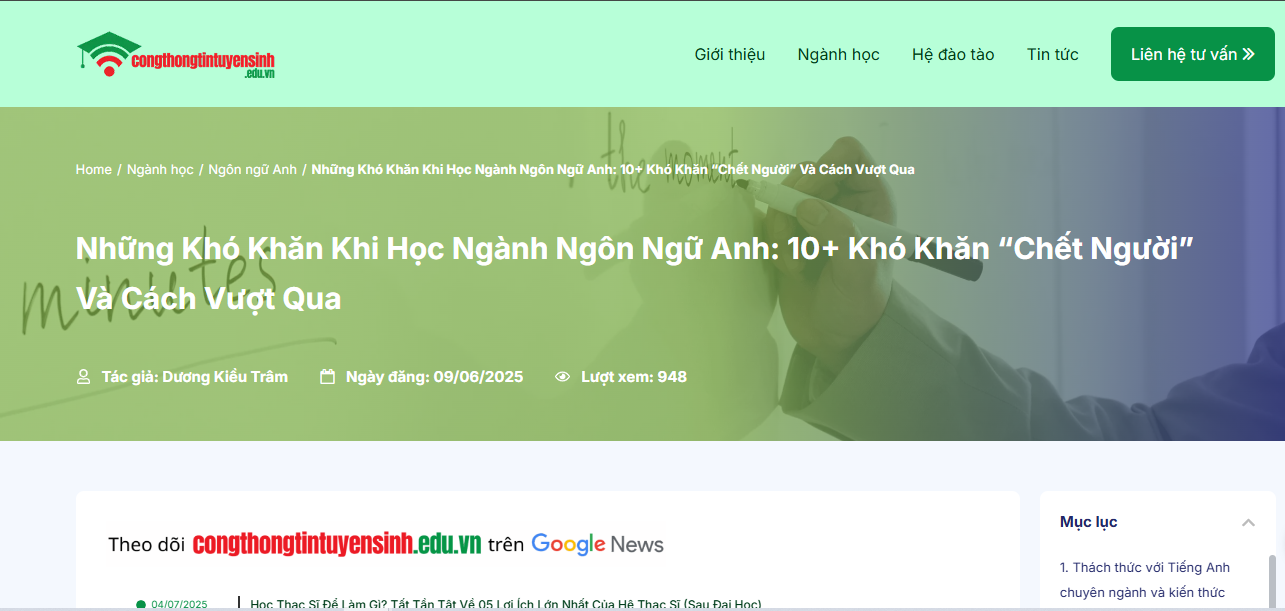 congthongtintuyensinh
.edu.vn
Giới thiệu
Ngành học
Hệ đào tạo
Tin tức
Liên hệ tư vấn
the moment
Home / Ngành học / Ngôn ngữ Anh / Những Khó Khăn Khi Học Ngành Ngôn Ngữ Anh: 10+ Khó Khăn “Chết Người” Và Cách Vượt Qua
Những Khó Khăn Khi Học Ngành Ngôn Ngữ Anh: 10+ Khó Khăn “Chết Người”
Và Cách Vượt Qua
minutes
Tác giả: Dương Kiều Trâm
Ngày đăng: 09/06/2025
Lượt xem: 948
Theo dõi congthongtintuyensinh.edu.vn trên Google News
04/07/2025
Học Thạc Sĩ Để Làm Gì? Tất Tần Tật Về 05 Lợi Ích Lớn Nhất Của Hệ Thạc Sĩ (Sau Đại Học)
Mục lục
1. Thách thức với Tiếng Anh
chuyên ngành và kiến thức